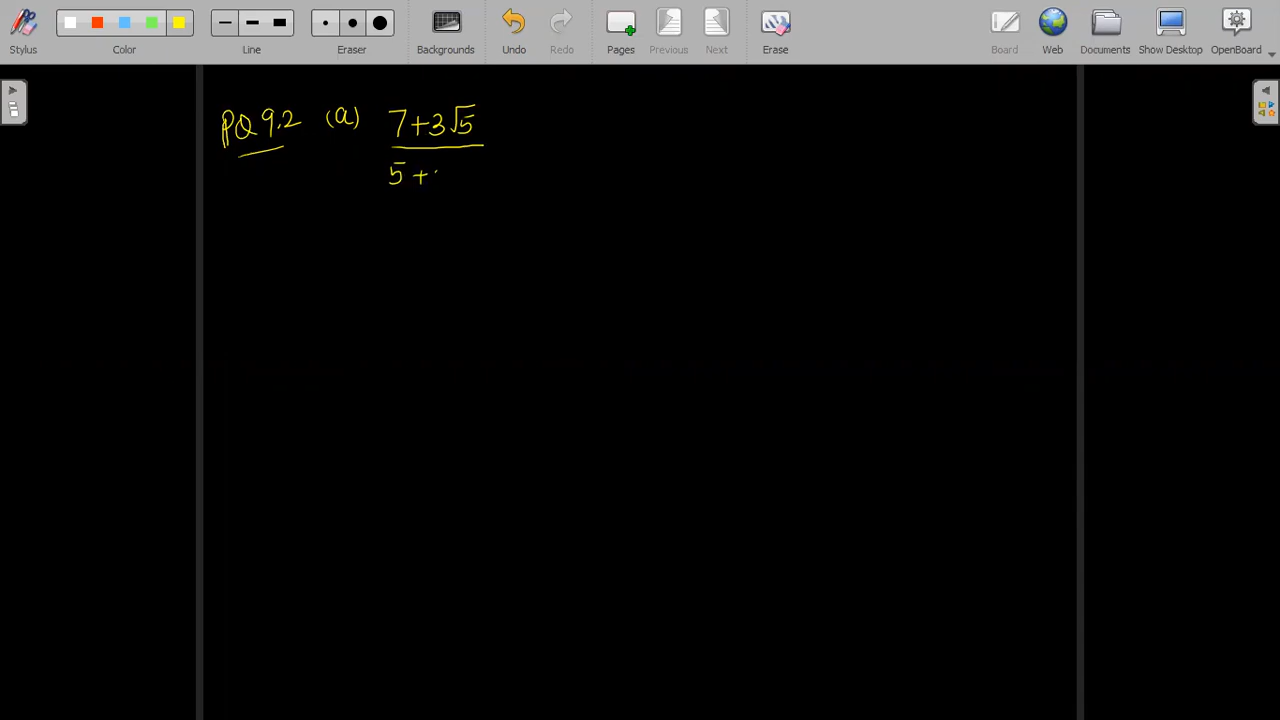 Stylus Color Line Eraser Backgrounds Undo Redo Pages Previous Next Erase Board Web Documents Show Desktop OpenBoard
PQ 9.2 (a) 7+3√5
5 +